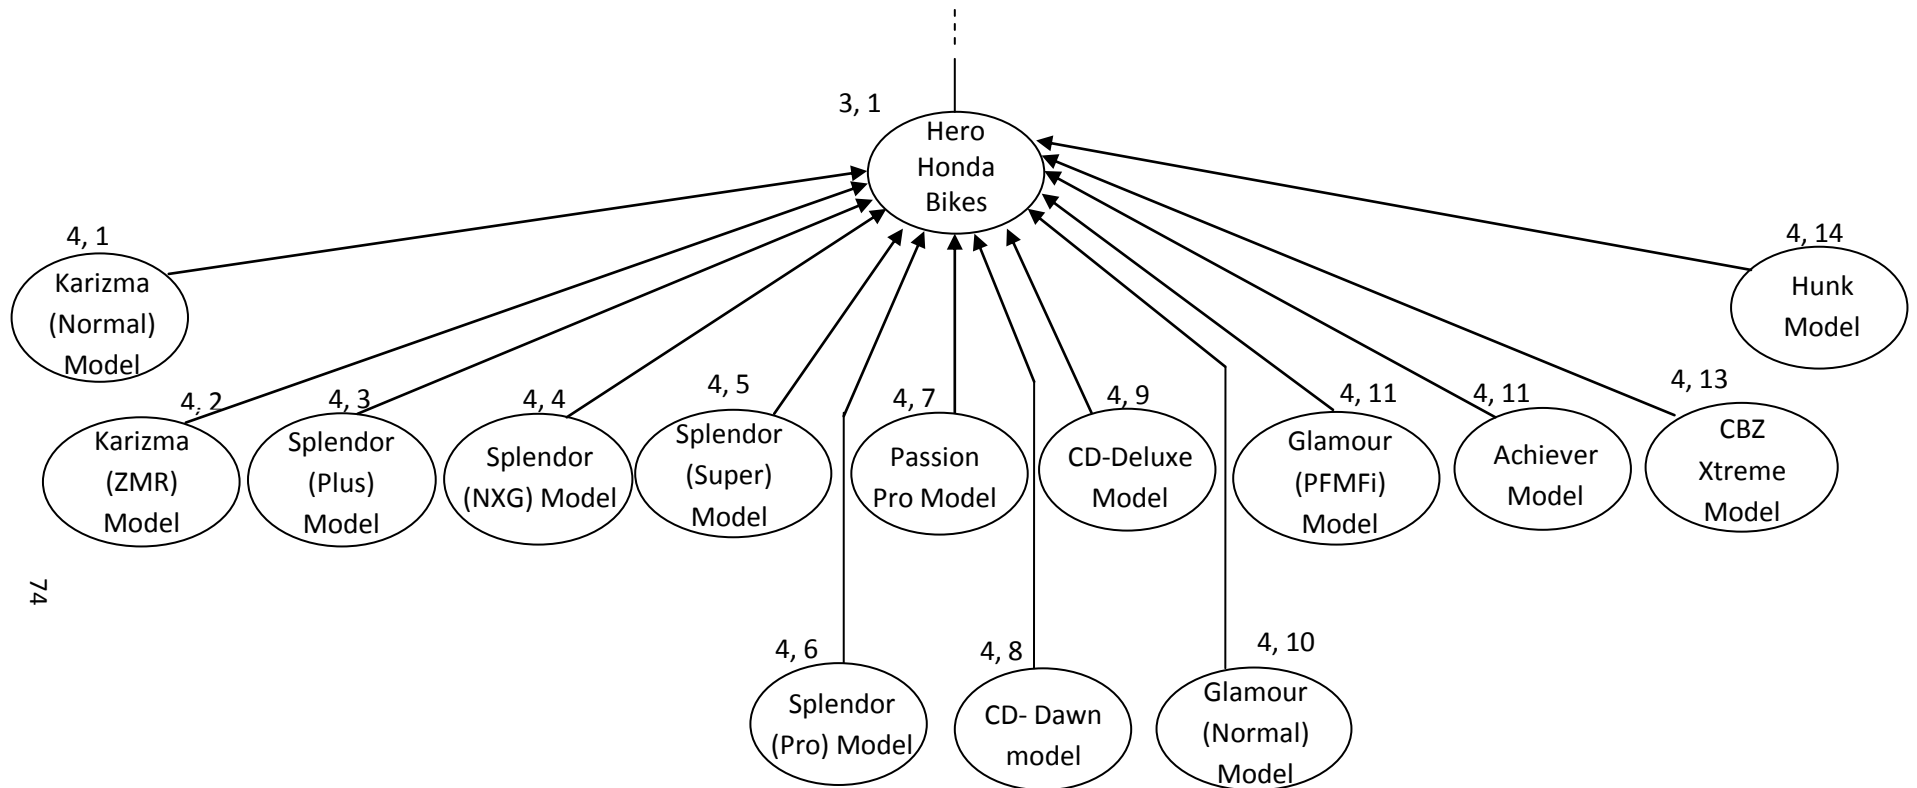 3, 1
Hero
Honda
Bikes
4, 1
Karizma
(Normal)
Model
4, 14
Hunk
Model
4, 2
Karizma
(ZMR)
Model
4, 3
Splendor
(Plus)
Model
4, 4
Splendor
(NXG) Model
4, 5
Splendor
(Super)
Model
4, 7
Passion
Pro Model
4, 9
CD-Deluxe
Model
4, 11
Glamour
(PFMFi)
Model
4, 11
Achiever
Model
4, 13
CBZ
Xtreme
Model
74
4, 6
Splendor
(Pro) Model
4, 8
CD- Dawn
model
4, 10
Glamour
(Normal)
Model